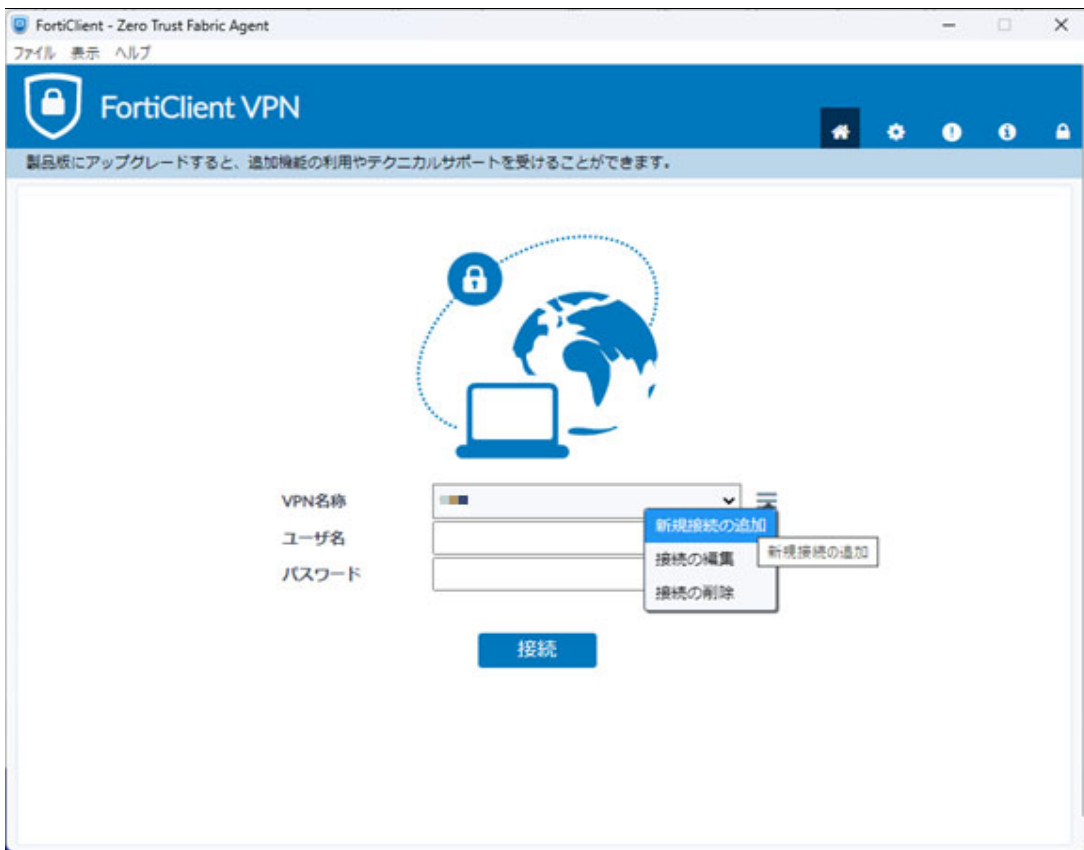 FortiClient - Zero Trust Fabric Agent
ファイル 表示 ヘルプ
FortiClient VPN
製品版にアップグレードすると、追加機能の利用やテクニカルサポートを受けることができます。
VPN名称
新規接続の追加
ユーザ名
新規接続の追加
接続の編集
パスワード
接続の削除
接続